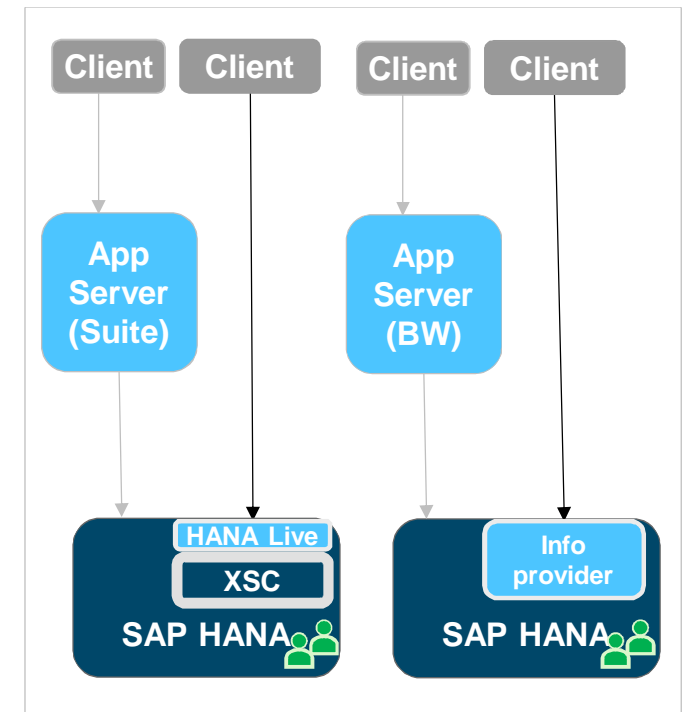 Client
Client
Client
Client
App
Server
(Suite)
App
Server
(BW)
HANA Live
XSC
SAP HANA
Info
provider
SAP HANA